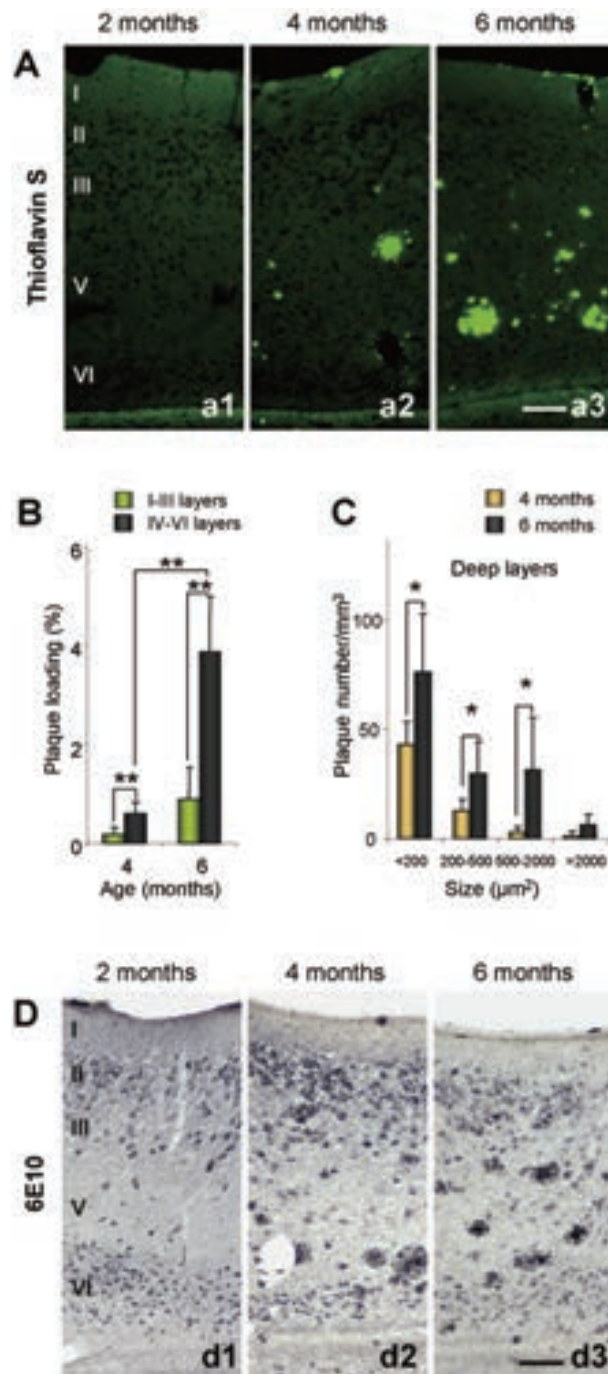 2 months 4 months 6 months
A
I
II
III
V
VI
Thioflavin S
a1 a2 a3
B
I-III layers
IV-VI layers
6
4
2
0
Plaque loading (%)
** ** **
4 6
Age (months)
C
4 months
6 months
Deep layers
100
50
0
Plaque number/mm³
* * *
<200 200-500 500-2000 >2000
Size (µm²)
2 months 4 months 6 months
D
I
II
III
V
VI
6E10
d1 d2 d3